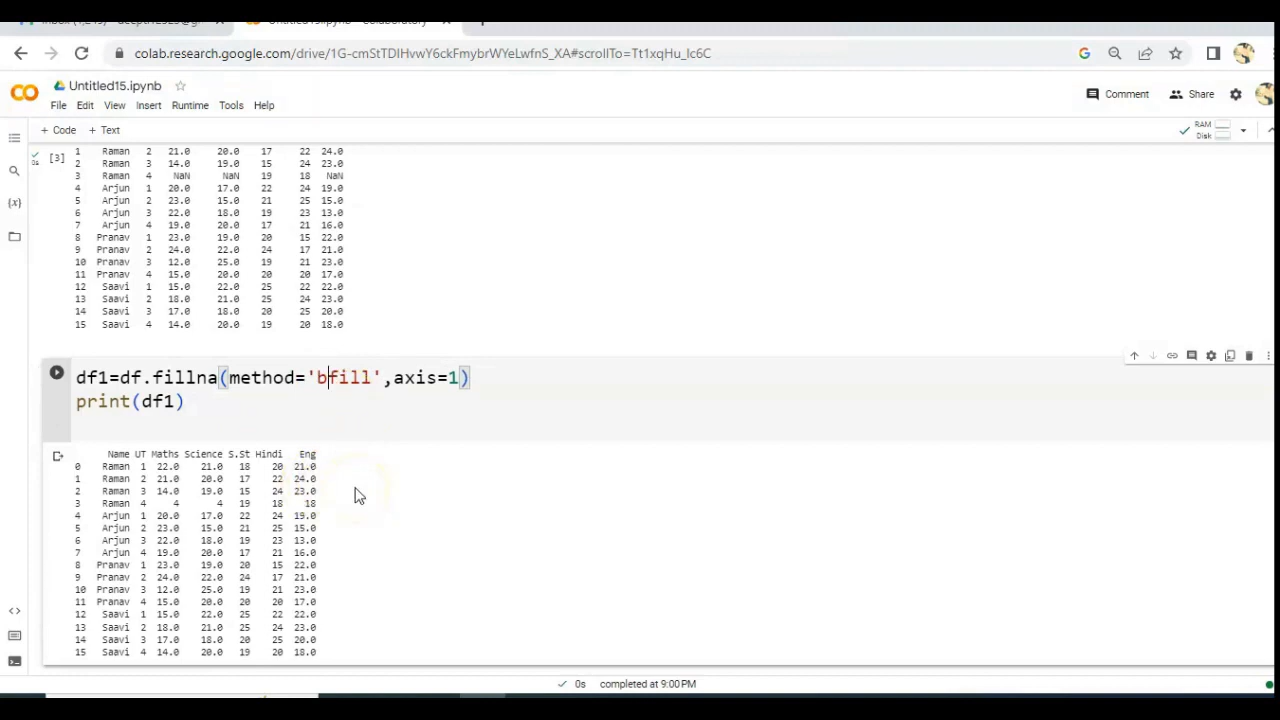 colab.research.google.com/drive/1G-cmStTDIHvwY6ckFmybrWYeLwfnS_XA#scrollTo=Tt1xqHu_Ic6C
Untitled15.ipynb
Comment
Share
File Edit View Insert Runtime Tools Help
+ Code + Text
RAM
Disk
0s
[3]
1 Raman 2 21.0 20.0 17 22 24.0
2 Raman 3 14.0 19.0 15 24 23.0
3 Raman 4 NaN NaN 19 18 NaN
4 Arjun 1 20.0 17.0 22 24 19.0
5 Arjun 2 23.0 15.0 21 25 15.0
6 Arjun 3 22.0 18.0 19 23 13.0
7 Arjun 4 19.0 20.0 17 21 16.0
8 Pranav 1 23.0 19.0 20 15 22.0
9 Pranav 2 24.0 22.0 24 17 21.0
10 Pranav 3 12.0 25.0 19 21 23.0
11 Pranav 4 15.0 20.0 20 20 17.0
12 Saavi 1 15.0 22.0 25 22 22.0
13 Saavi 2 18.0 21.0 25 24 23.0
14 Saavi 3 17.0 18.0 20 25 20.0
15 Saavi 4 14.0 20.0 19 20 18.0
df1=df.fillna(method='bfill',axis=1)
print(df1)
Name UT Maths Science S.St Hindi Eng
0 Raman 1 22.0 21.0 18 20 21.0
1 Raman 2 21.0 20.0 17 22 24.0
2 Raman 3 14.0 19.0 15 24 23.0
3 Raman 4 4 4 19 18 18
4 Arjun 1 20.0 17.0 22 24 19.0
5 Arjun 2 23.0 15.0 21 25 15.0
6 Arjun 3 22.0 18.0 19 23 13.0
7 Arjun 4 19.0 20.0 17 21 16.0
8 Pranav 1 23.0 19.0 20 15 22.0
9 Pranav 2 24.0 22.0 24 17 21.0
10 Pranav 3 12.0 25.0 19 21 23.0
11 Pranav 4 15.0 20.0 20 20 17.0
12 Saavi 1 15.0 22.0 25 22 22.0
13 Saavi 2 18.0 21.0 25 24 23.0
14 Saavi 3 17.0 18.0 20 25 20.0
15 Saavi 4 14.0 20.0 19 20 18.0
0s completed at 9:00 PM